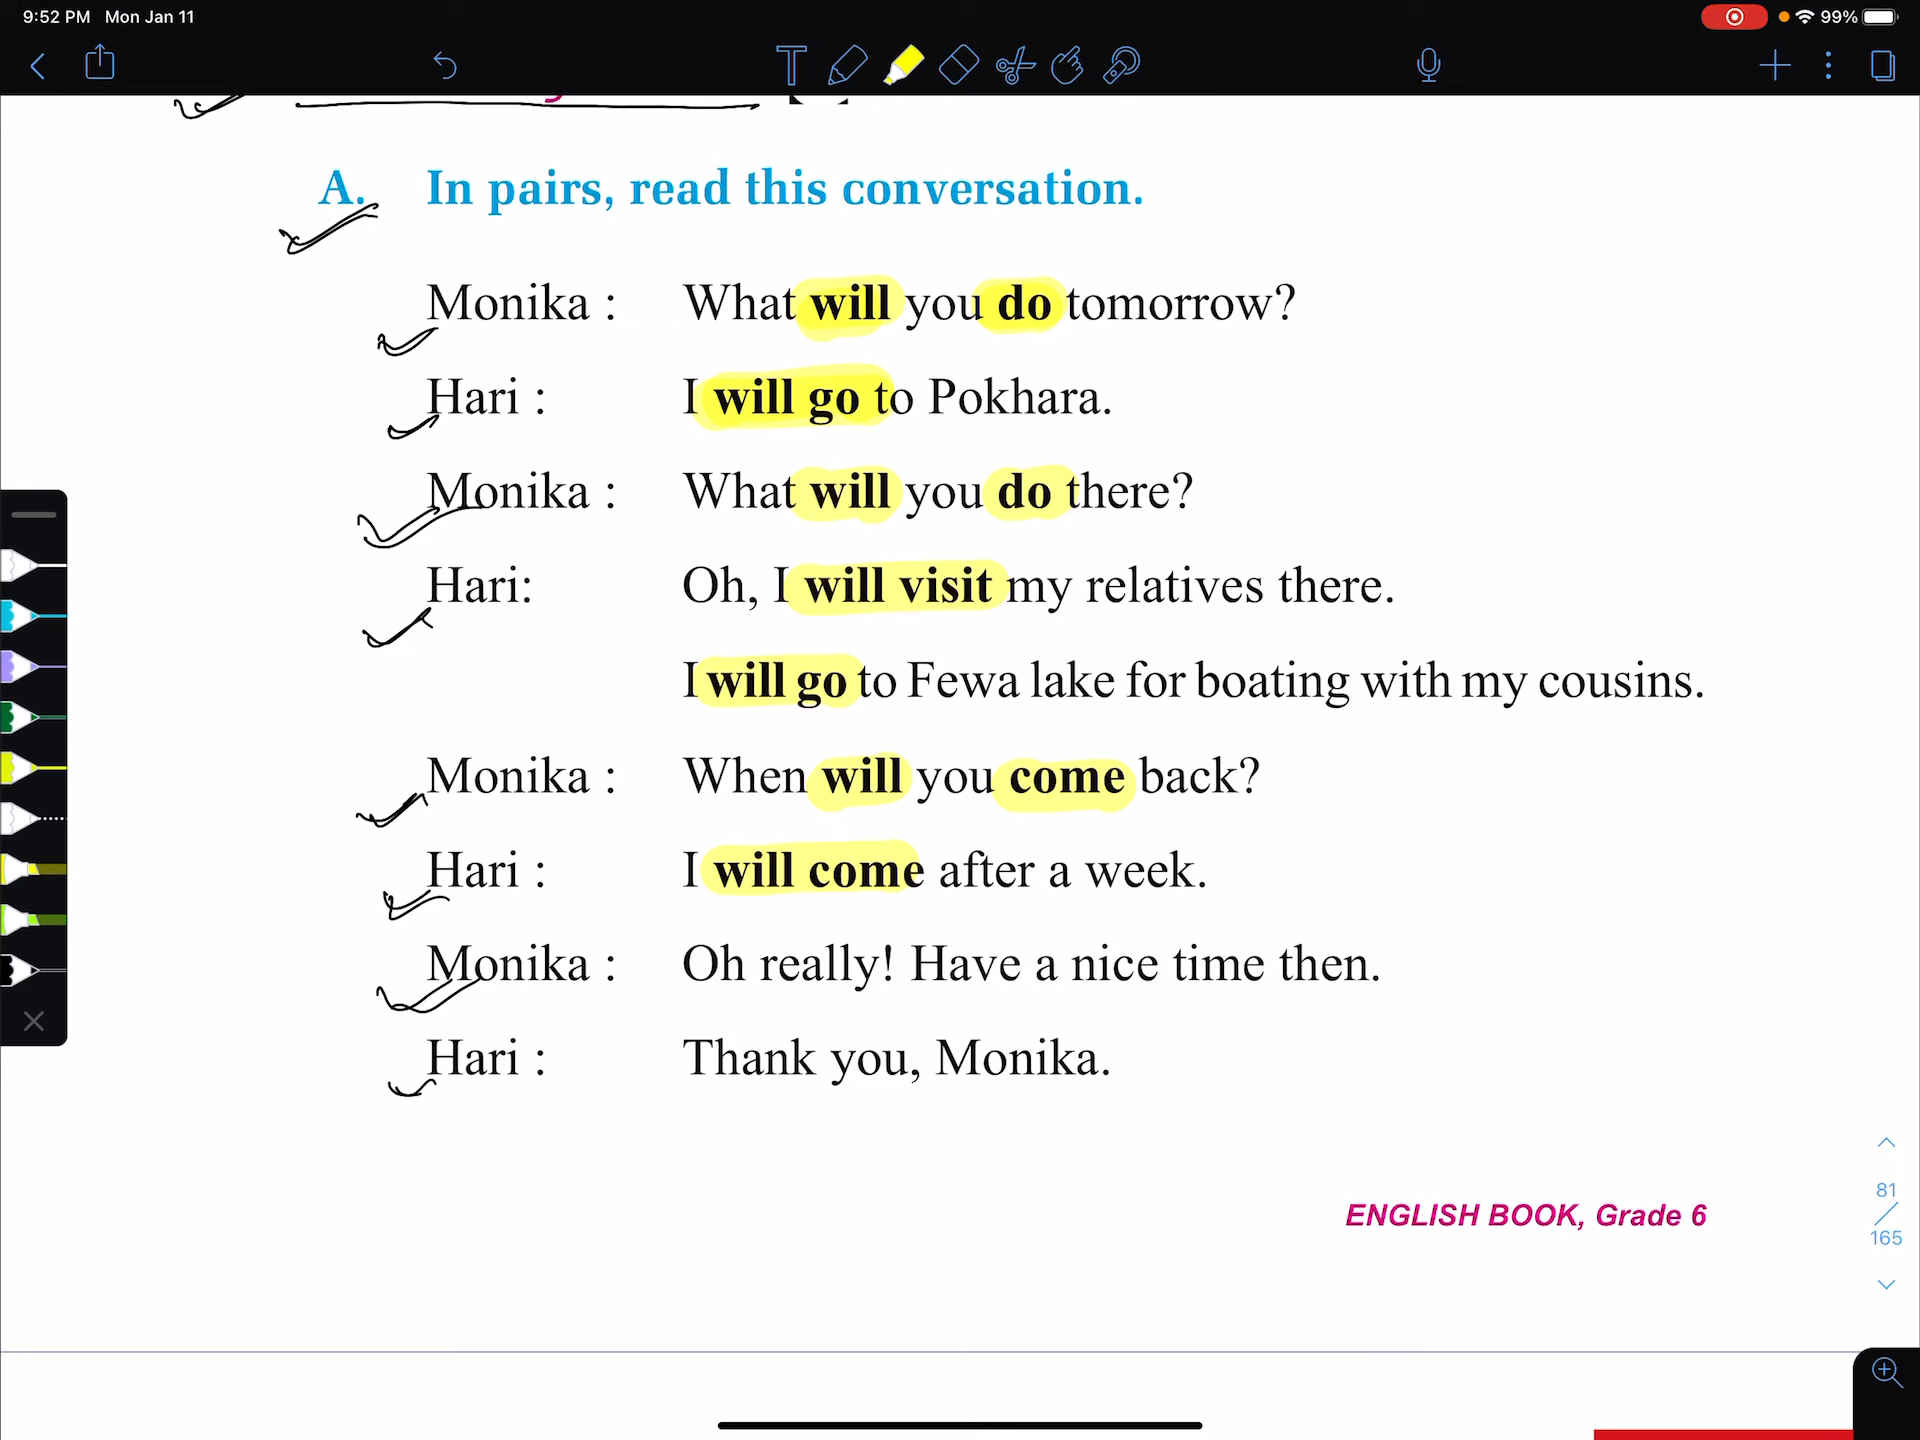 9:52 PM Mon Jan 11
99%
A. In pairs, read this conversation.
Monika : What will you do tomorrow?
Hari : I will go to Pokhara.
Monika : What will you do there?
Hari: Oh, I will visit my relatives there.
I will go to Fewa lake for boating with my cousins.
Monika : When will you come back?
Hari : I will come after a week.
Monika : Oh really! Have a nice time then.
Hari : Thank you, Monika.
ENGLISH BOOK, Grade 6
81
165